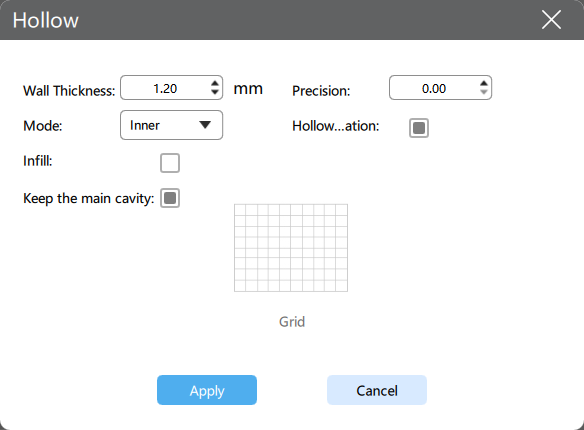 Hollow
Wall Thickness: 1.20 mm Precision: 0.00
Mode: Inner Hollow...ation:
Infill:
Keep the main cavity:
Grid
Apply Cancel